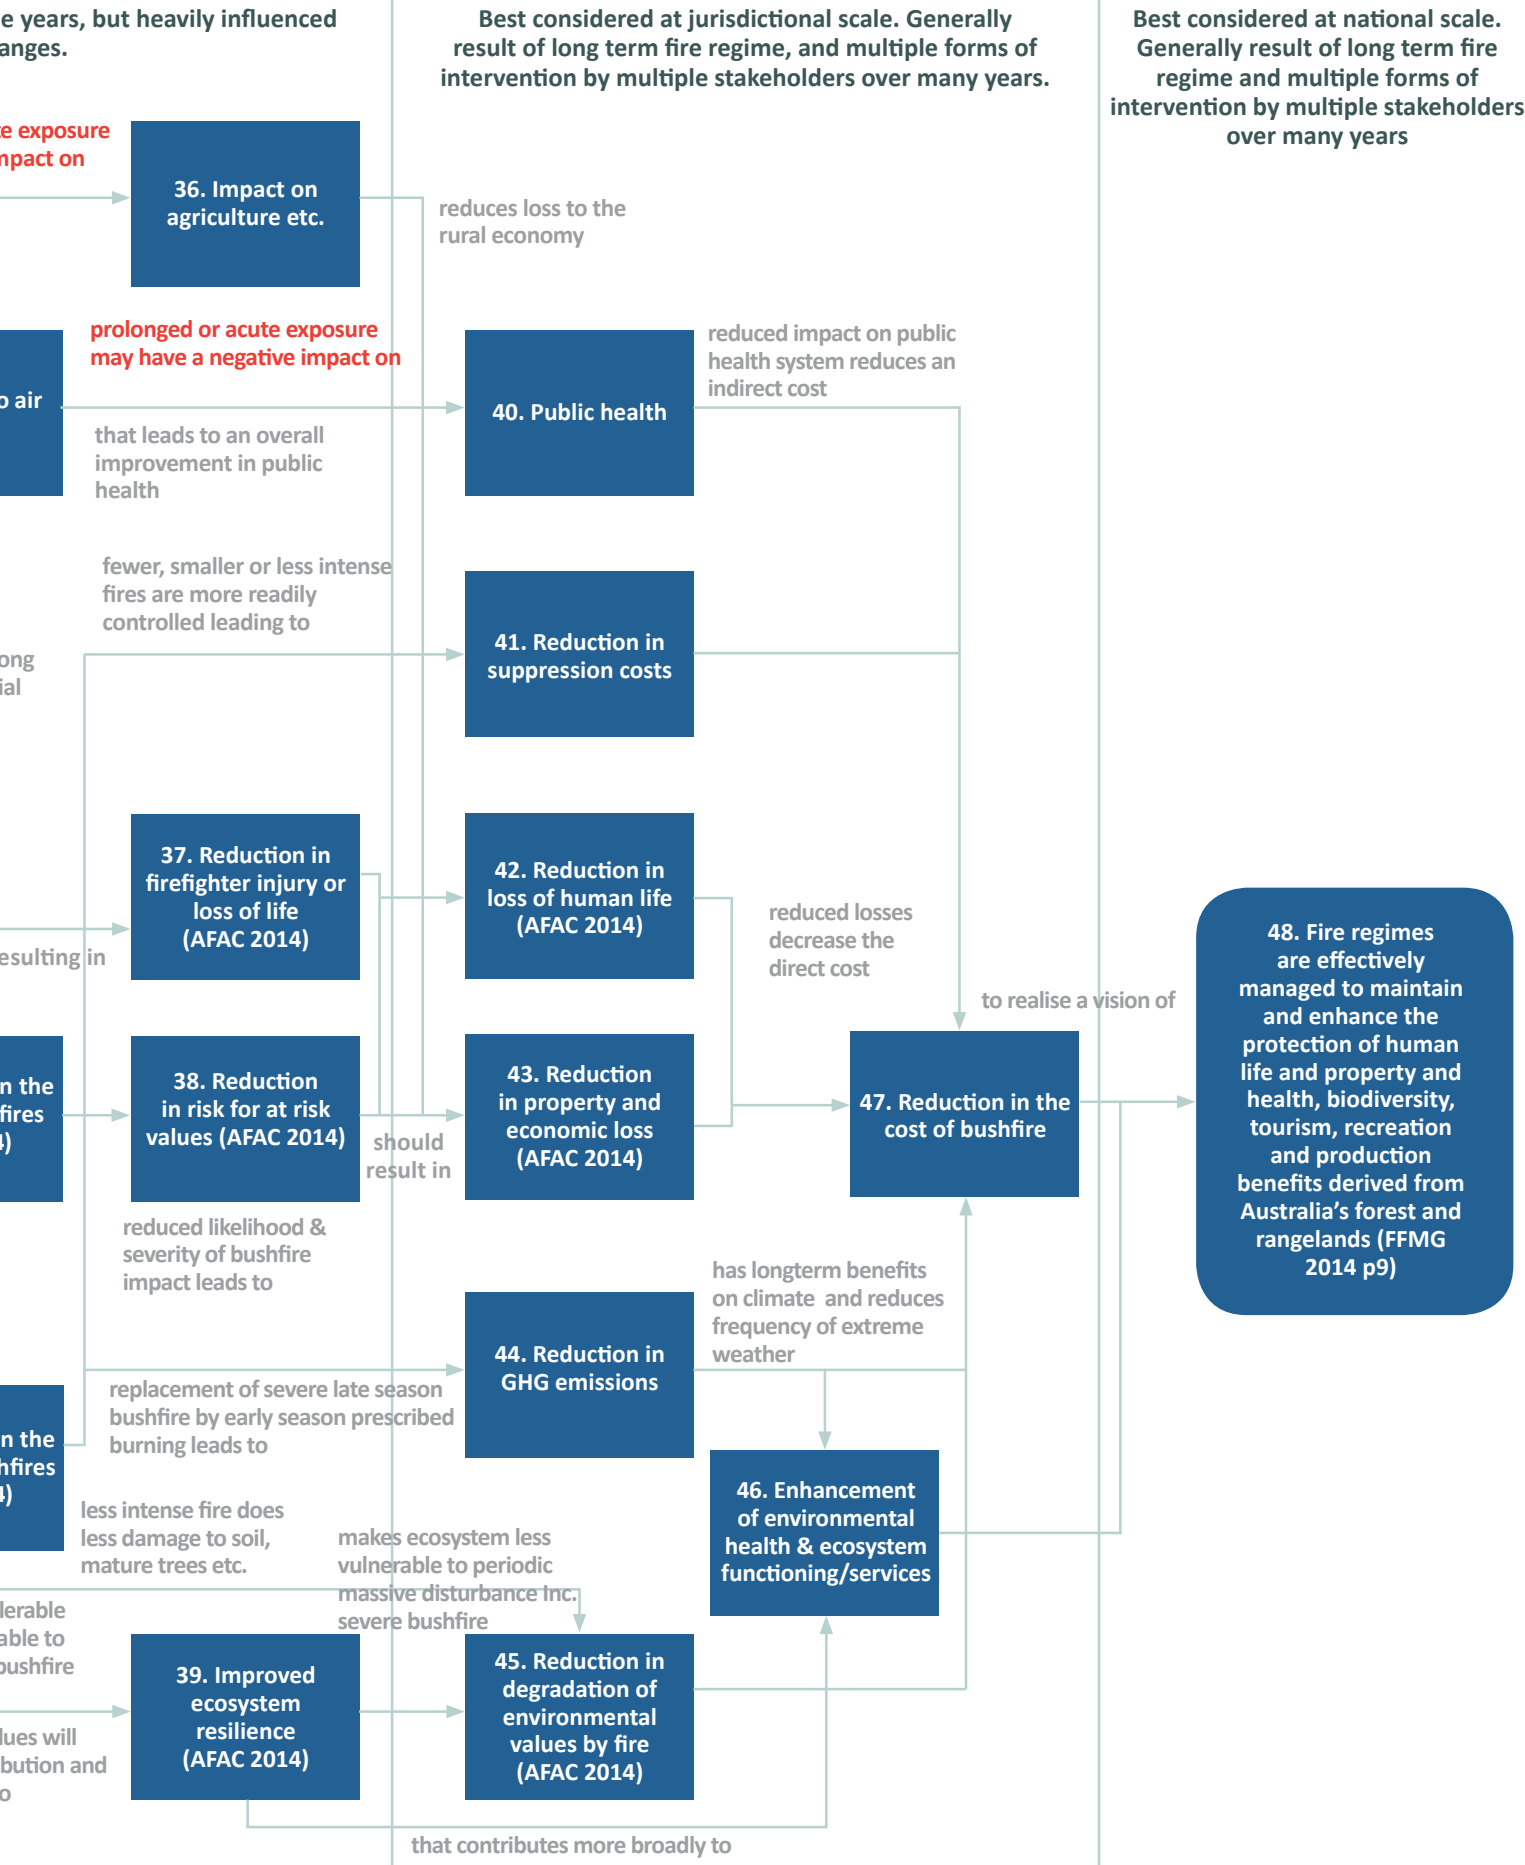 e years, but heavily influenced
anges.
Best considered at jurisdictional scale. Generally
result of long term fire regime, and multiple forms of
intervention by multiple stakeholders over many years.
Best considered at national scale.
Generally result of long term fire
regime and multiple forms of
intervention by multiple stakeholders
over many years
te exposure
mpact on
36. Impact on
agriculture etc.
reduces loss to the
rural economy
prolonged or acute exposure
may have a negative impact on
o air
that leads to an overall
improvement in public
health
40. Public health
reduced impact on public
health system reduces an
indirect cost
fewer, smaller or less intense
fires are more readily
controlled leading to
ong
ial
41. Reduction in
suppression costs
37. Reduction in
firefighter injury or
loss of life
(AFAC 2014)
esulting in
42. Reduction in
loss of human life
(AFAC 2014)
reduced losses
decrease the
direct cost
to realise a vision of
48. Fire regimes
are effectively
managed to maintain
and enhance the
protection of human
life and property and
health, biodiversity,
tourism, recreation
and production
benefits derived from
Australia's forest and
rangelands (FFMG
2014 p9)
n the
fires
4)
38. Reduction
in risk for at risk
values (AFAC 2014)
should
result in
43. Reduction
in property and
economic loss
(AFAC 2014)
47. Reduction in the
cost of bushfire
reduced likelihood &
severity of bushfire
impact leads to
has longterm benefits
on climate and reduces
frequency of extreme
weather
44. Reduction in
GHG emissions
replacement of severe late season
bushfire by early season prescribed
burning leads to
n the
hfires
4)
less intense fire does
less damage to soil,
mature trees etc.
makes ecosystem less
vulnerable to periodic
massive disturbance Inc.
severe bushfire
46. Enhancement
of environmental
health & ecosystem
functioning/services
lerable
able to
bushfire
39. Improved
ecosystem
resilience
(AFAC 2014)
45. Reduction in
degradation of
environmental
values by fire
(AFAC 2014)
lues will
bution and
o
that contributes more broadly to